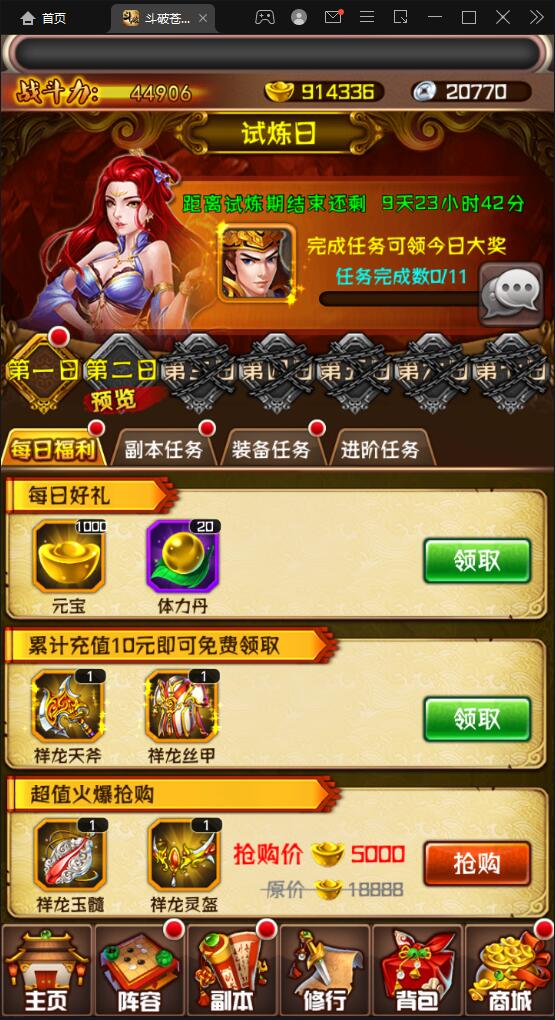 首页
斗破苍...
战斗力: 44906
914336
20770
试炼日
距离试炼期结束还剩 9天23小时42分
完成任务可领今日大奖
任务完成数0/11
第一日 第二日 第三日 第四日 第五日 第六日 第七日
预览
每日福利 副本任务 装备任务 进阶任务
每日好礼
1000 20
元宝 体力丹
领取
累计充值10元即可免费领取
1 1
祥龙天斧 祥龙丝甲
领取
超值火爆抢购
1 1
抢购价 5000
原价 18888
抢购
祥龙玉髓 祥龙灵盔
主页 阵容 副本 修行 背包 商城